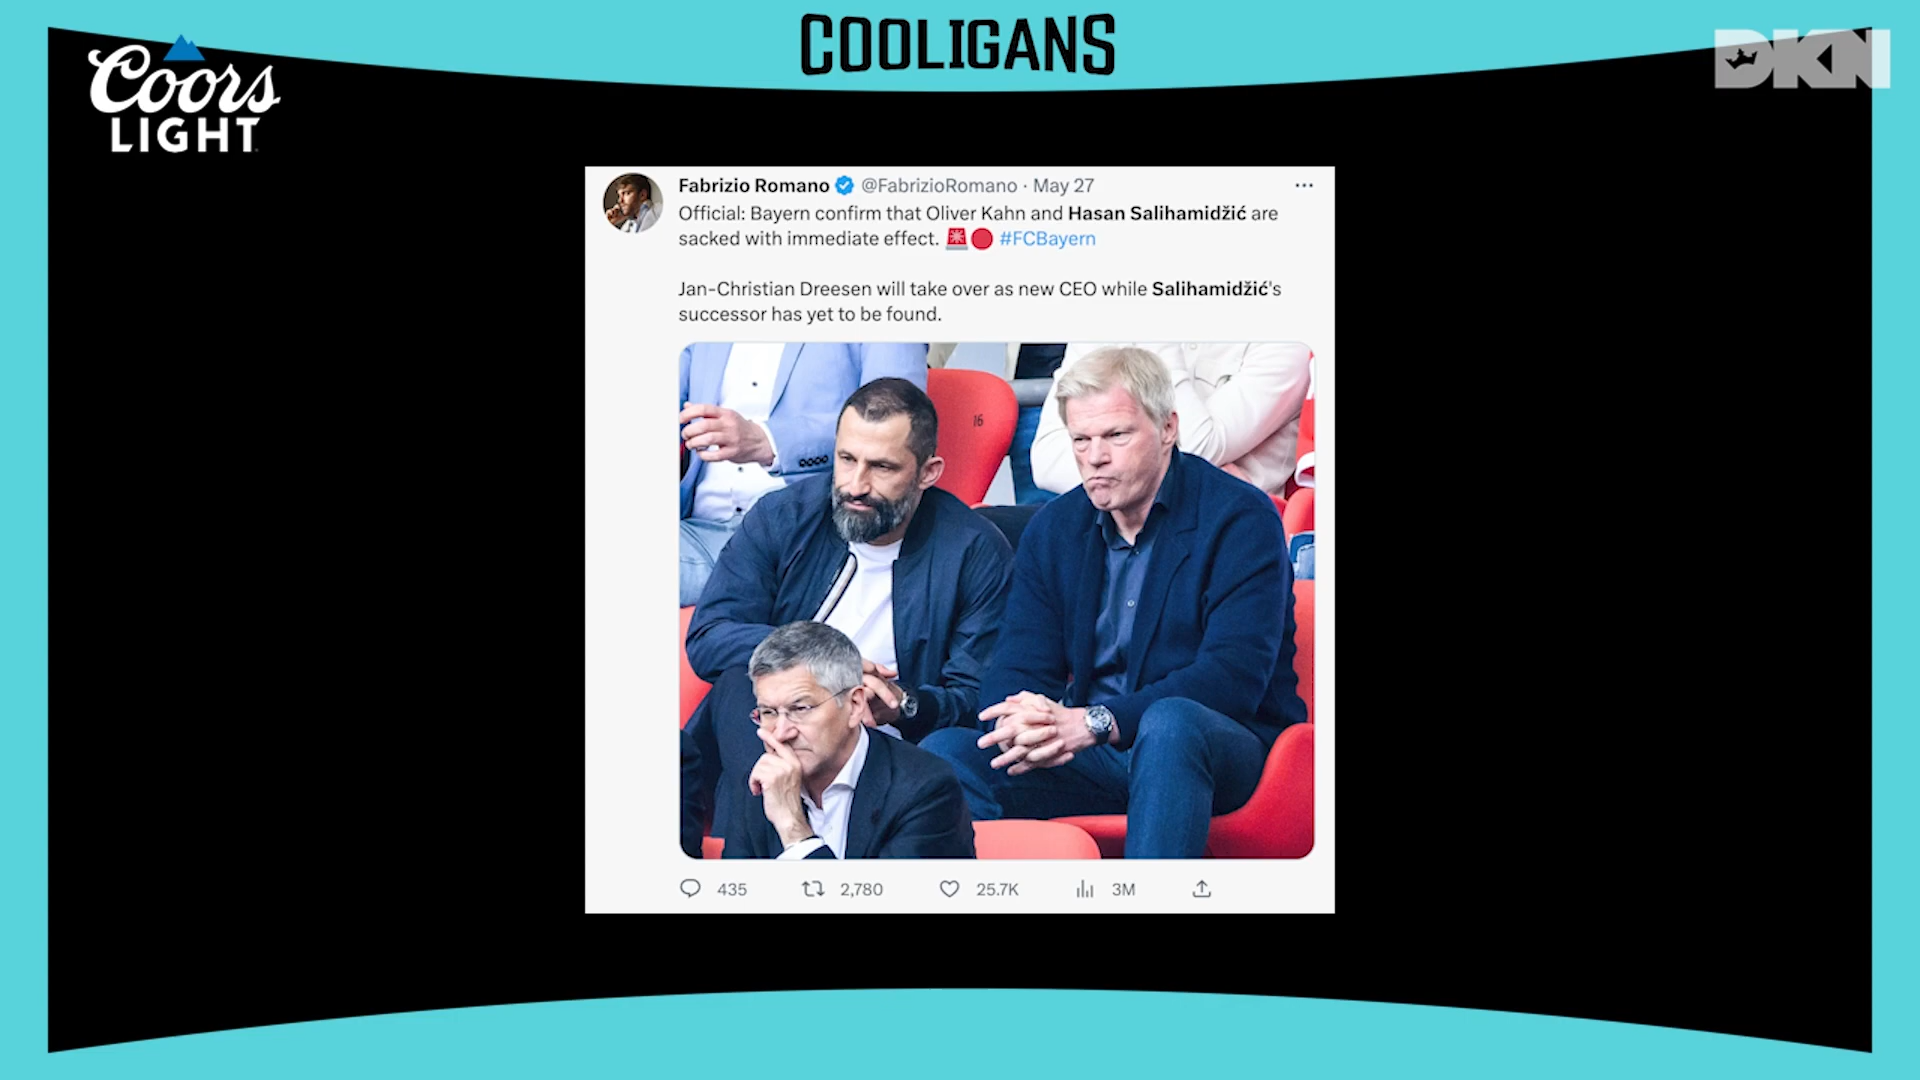 COOLIGANS
Coors
LIGHT
DKN
Fabrizio Romano @FabrizioRomano · May 27
Official: Bayern confirm that Oliver Kahn and Hasan Salihamidžić are
sacked with immediate effect. 🚨🔴 #FCBayern
Jan-Christian Dreesen will take over as new CEO while Salihamidžić's
successor has yet to be found.
16
435 2,780 25.7K 3M